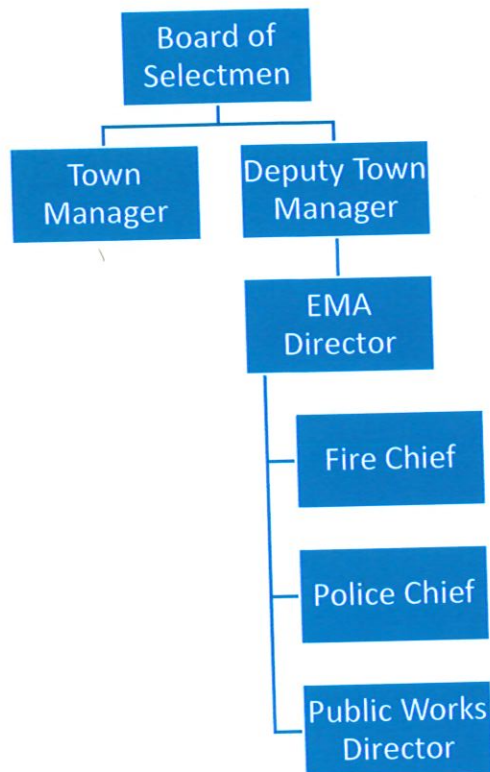 Board of
Selectmen
Town
Manager
Deputy Town
Manager
EMA
Director
Fire Chief
Police Chief
Public Works
Director